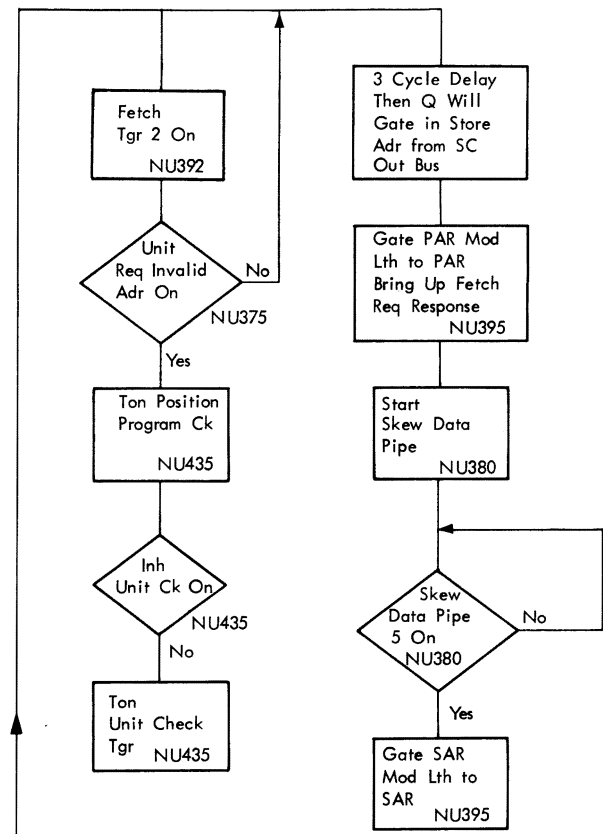 Fetch
Tgr 2 On
NU392
Unit
Req Invalid
Adr On
No
NU375
Yes
Ton Position
Program Ck
NU435
Inh
Unit Ck On
NU435
No
Ton
Unit Check
Tgr
NU435
3 Cycle Delay
Then Q Will
Gate in Store
Adr from SC
Out Bus
Gate PAR Mod
Lth to PAR
Bring Up Fetch
Req Response
NU395
Start
Skew Data
Pipe
NU380
Skew
Data Pipe
5 On
No
NU380
Yes
Gate SAR
Mod Lth to
SAR
NU395